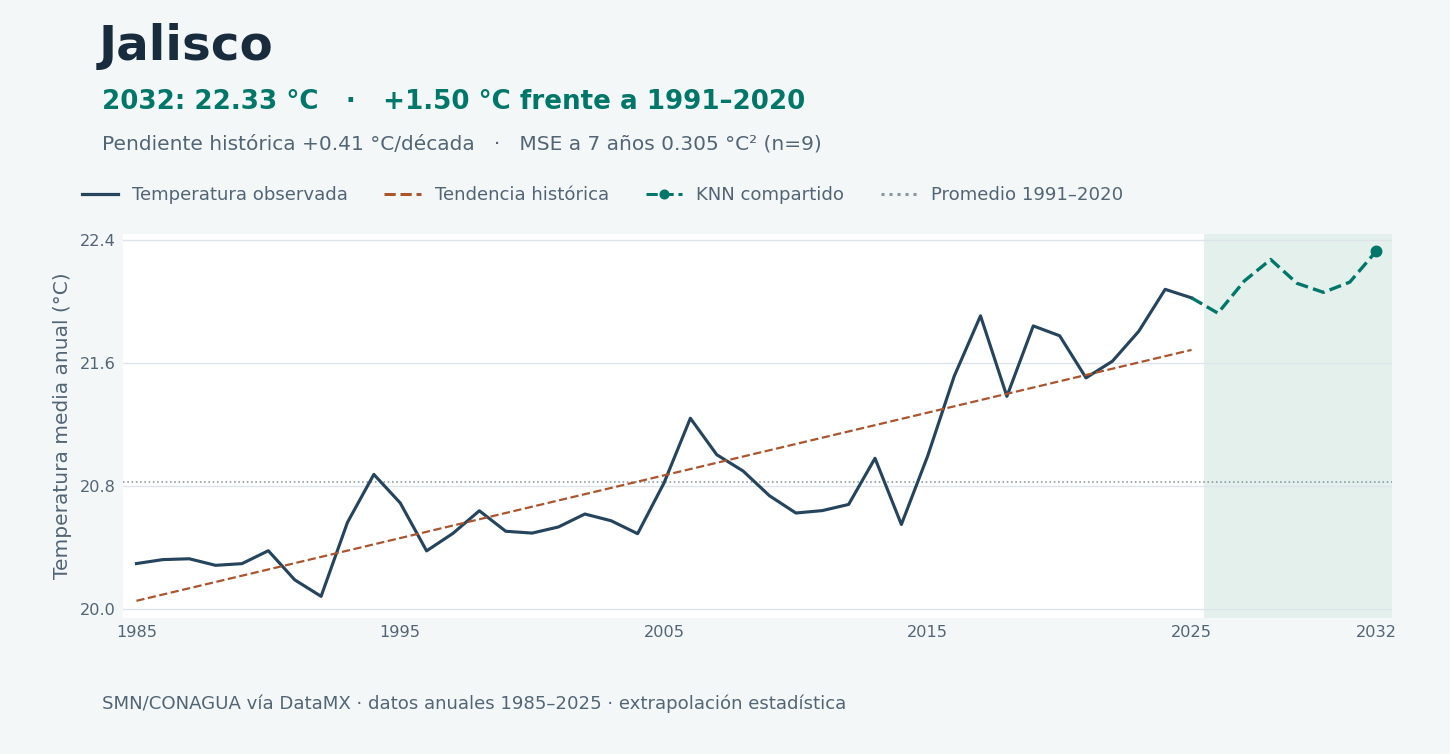 Jalisco
2032: 22.33 °C · +1.50 °C frente a 1991–2020
Pendiente histórica +0.41 °C/década · MSE a 7 años 0.305 °C² (n=9)
Temperatura observada Tendencia histórica KNN compartido Promedio 1991–2020
Temperatura media anual (°C)
22.4
21.6
20.8
20.0
1985 1995 2005 2015 2025 2032
SMN/CONAGUA vía DataMX · datos anuales 1985–2025 · extrapolación estadística